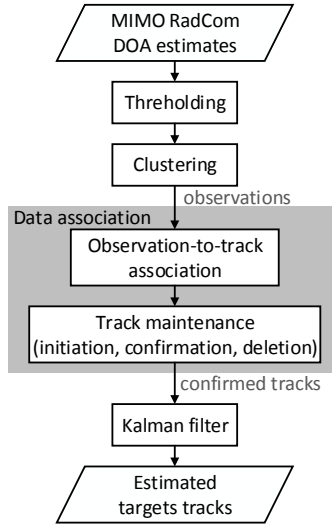 MIMO RadCom
DOA estimates
Threholding
Clustering
observations
Data association
Observation-to-track
association
Track maintenance
(initiation, confirmation, deletion)
confirmed tracks
Kalman filter
Estimated
targets tracks